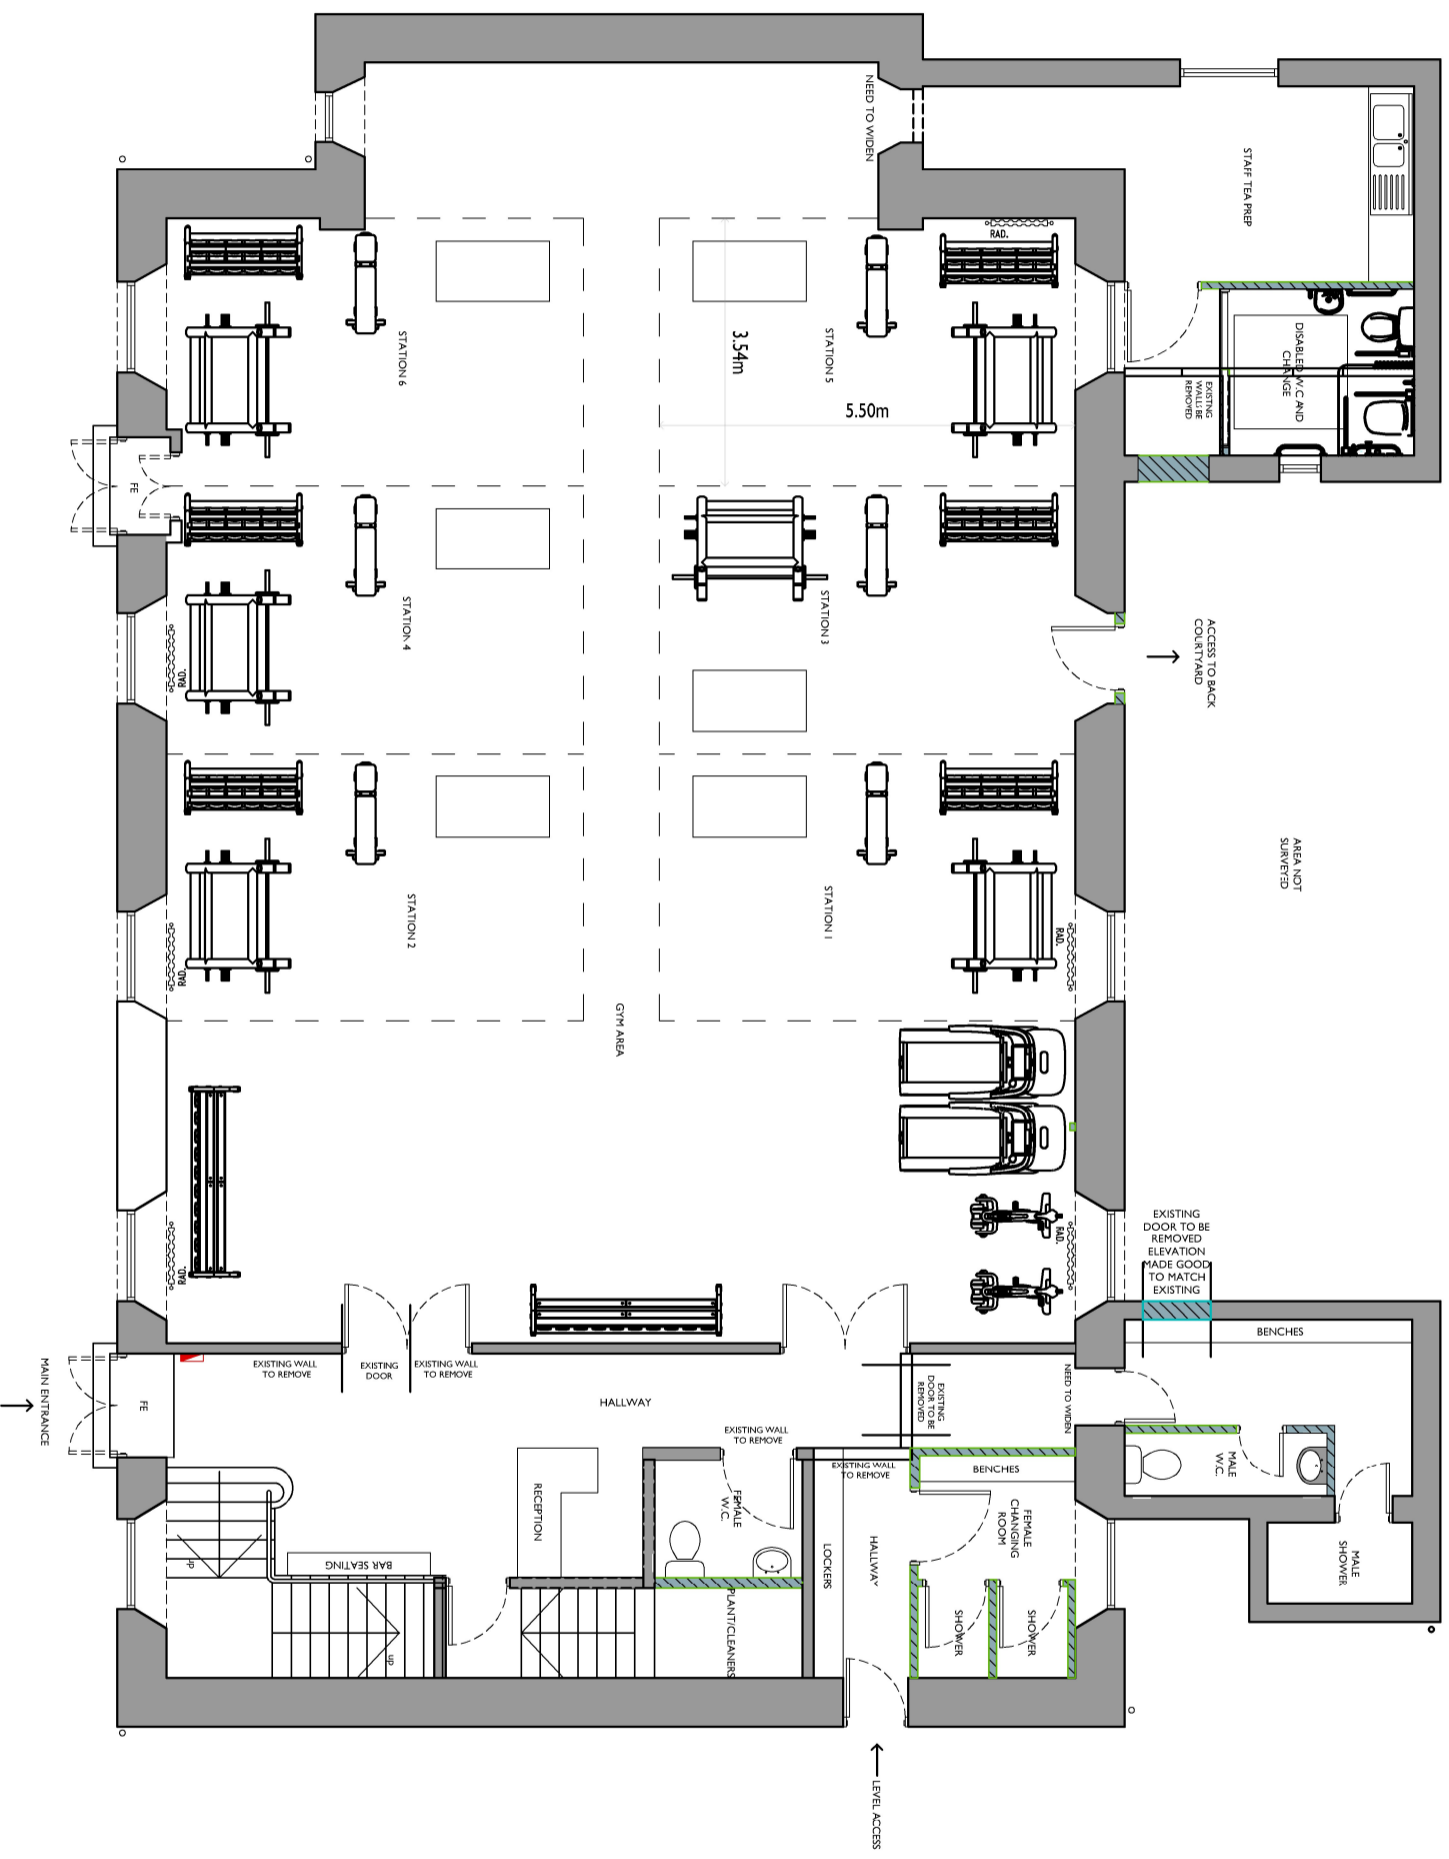 NEED TO WIDEN
STAFF TEA PREP
RAD.
STATION 6
3.54m
STATION 5
5.50m
DISABLED W.C AND
CHANGE
EXISTNG
WALLS BE
REMOVED
FE
STATION 4
RAD.
STATION 3
ACCESS TO BACK
COURTYARD
AREA NOT
SURVEYED
STATION 2
RAD
STATION 1
RAD.
GYM AREA
RAD.
RAD.
EXISTING
DOOR TO BE
REMOVED
ELEVATION
MADE GOOD
TO MATCH
EXISTING
BENCHES
MAIN ENTRANCE
FE
EXISTING WALL
TO REMOVE
EXISTING
DOOR
EXISTING WALL
TO REMOVE
HALLWAY
EXISTING
DOOR TO BE
REMOVED
NEED TO WIDEN
EXISTING WALL
TO REMOVE
EXISTING WALL
TO REMOVE
BENCHES
MALE
W.C.
RECEPTION
FEMALE
W.C.
LOCKERS
HALLWAY
FEMALE
CHANGING
ROOM
MALE
SHOWER
up
BAR SEATING
up
PLANT/CLEANERS
SHOWER
SHOWER
LEVEL ACCESS